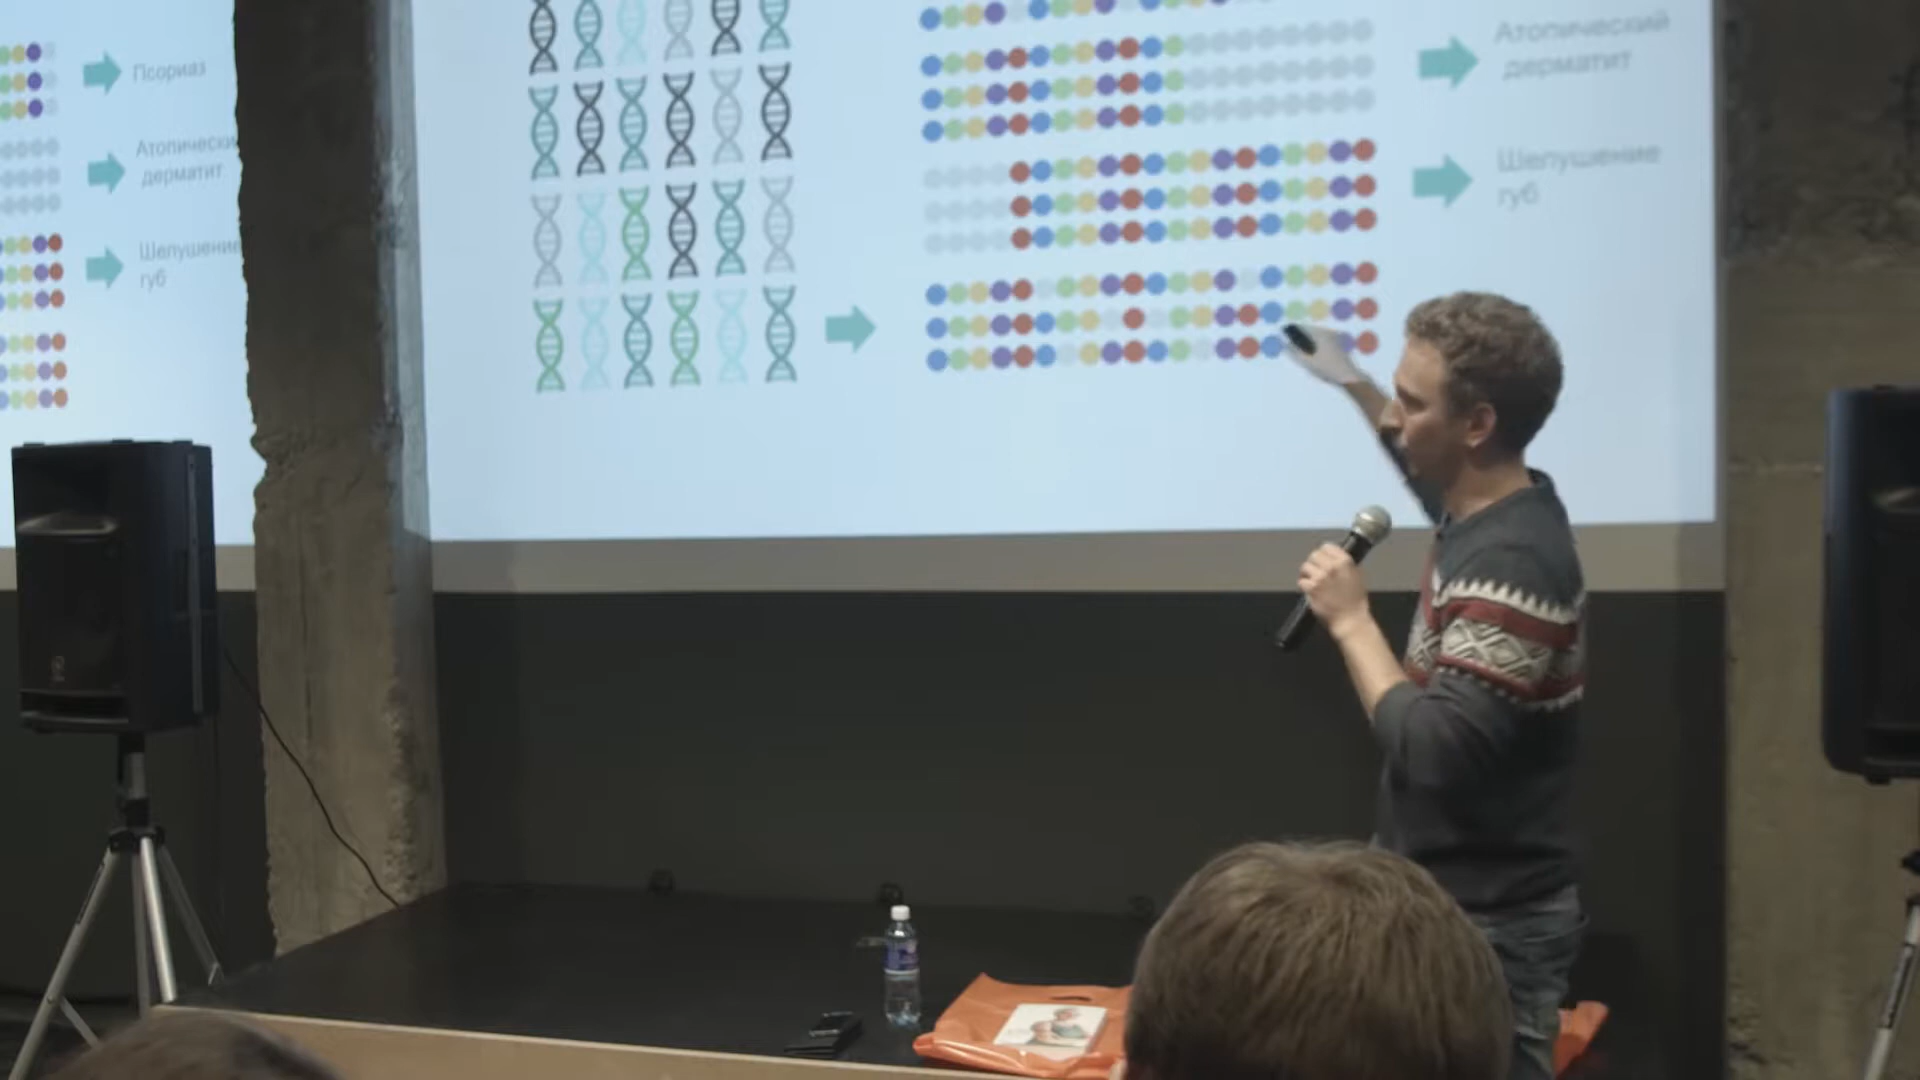 Псориаз
Атопически
дерматит
Шелушение
губ
Атопический
дерматит
Шелушение
губ